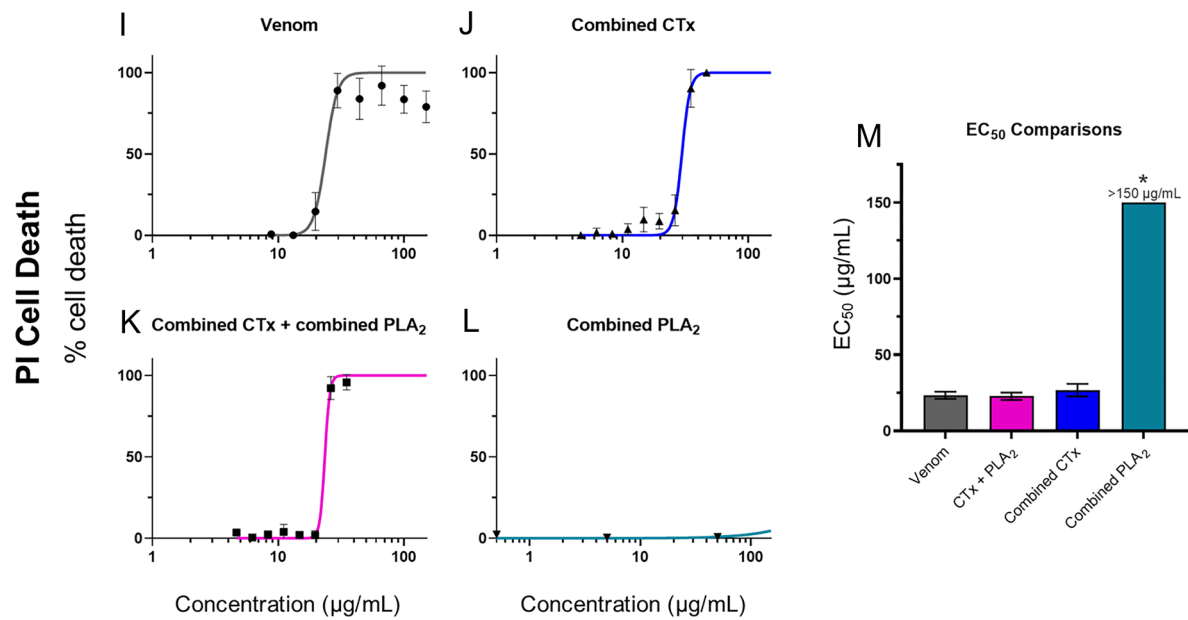 I
Venom
100
50
0
1
10
100
J
Combined CTx
100
50
0
1
10
100
K
Combined CTx + combined PLA₂
100
50
0
1
10
100
L
Combined PLA₂
100
50
0
1
10
100
PI Cell Death
% cell death
Concentration (µg/mL)
(µg/mL)
M
EC₅₀ Comparisons
*
>150 µg/mL
EC₅₀ (µg/mL)
150
100
50
0
Venom
CTx + PLA₂
Combined CTx
Combined PLA₂